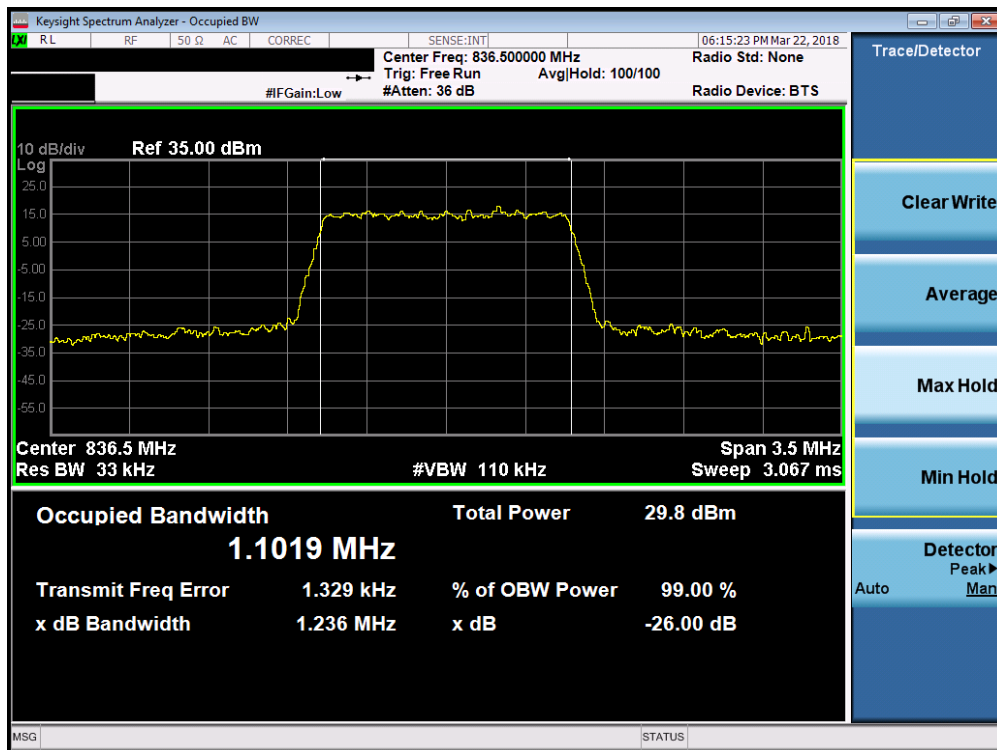 Keysight Spectrum Analyzer - Occupied BW
LXI RL RF 50 Ω AC CORREC SENSE:INT 06:15:23 PM Mar 22, 2018
Center Freq: 836.500000 MHz Radio Std: None
Trig: Free Run Avg|Hold: 100/100
#IFGain:Low #Atten: 36 dB Radio Device: BTS
Trace/Detector
10 dB/div Ref 35.00 dBm
Log
25.0
15.0
5.00
-5.00
-15.0
-25.0
-35.0
-45.0
-55.0
Center 836.5 MHz Span 3.5 MHz
Res BW 33 kHz #VBW 110 kHz Sweep 3.067 ms
Occupied Bandwidth Total Power 29.8 dBm
1.1019 MHz
Transmit Freq Error 1.329 kHz % of OBW Power 99.00 %
x dB Bandwidth 1.236 MHz x dB -26.00 dB
Clear Write
Average
Max Hold
Min Hold
Detector
Peak▶
Auto Man
MSG STATUS